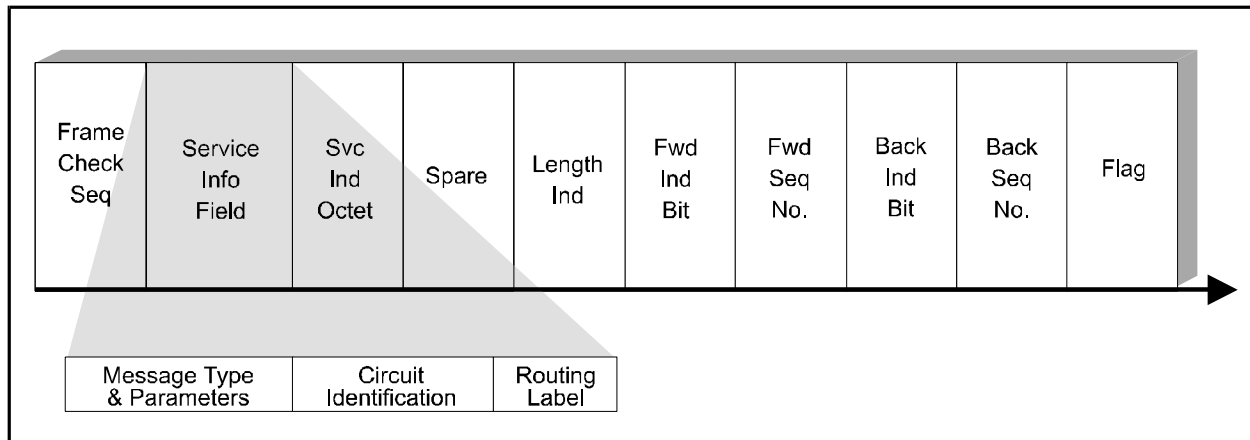 Frame
Check
Seq
Service
Info
Field
Svc
Ind
Octet
Spare
Length
Ind
Fwd
Ind
Bit
Fwd
Seq
No.
Back
Ind
Bit
Back
Seq
No.
Flag
Message Type
& Parameters
Circuit
Identification
Routing
Label